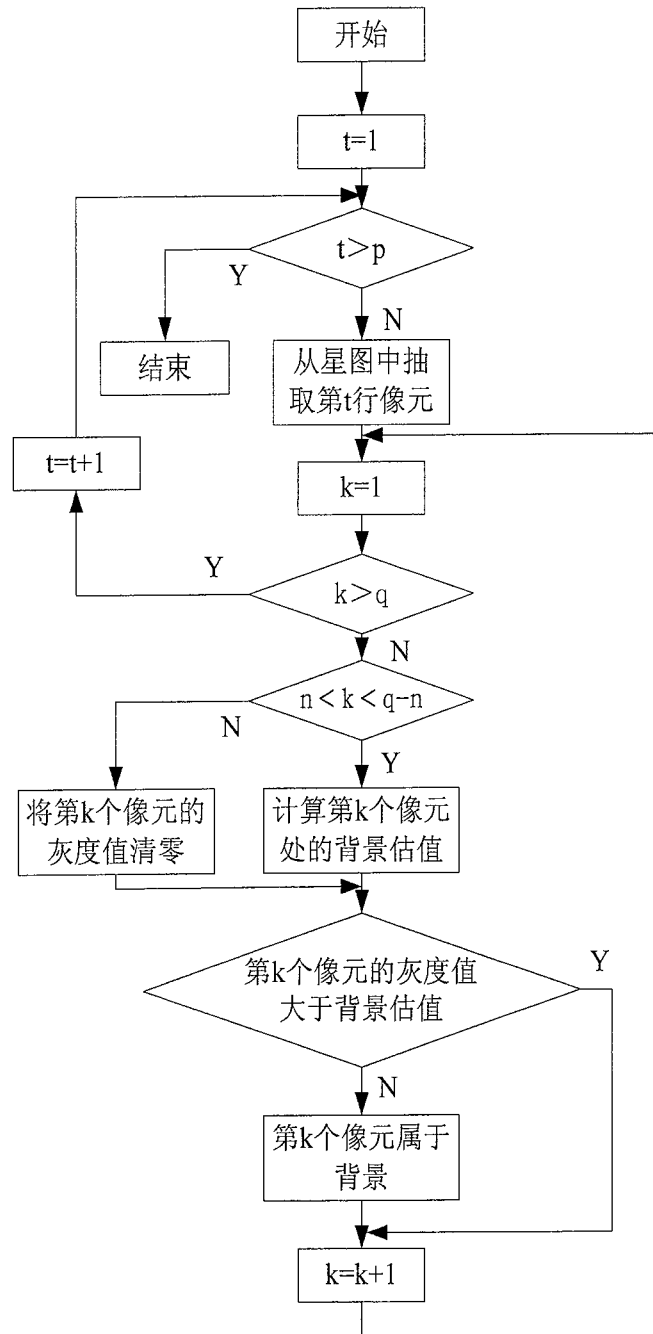 开始
t=1
t＞p
Y
N
结束
从星图中抽
取第t行像元
t=t+1
k=1
Y
k＞q
N
n＜k＜q-n
N
Y
将第k个像元的
灰度值清零
计算第k个像元
处的背景估值
第k个像元的灰度值
大于背景估值
Y
N
第k个像元属于
背景
k=k+1